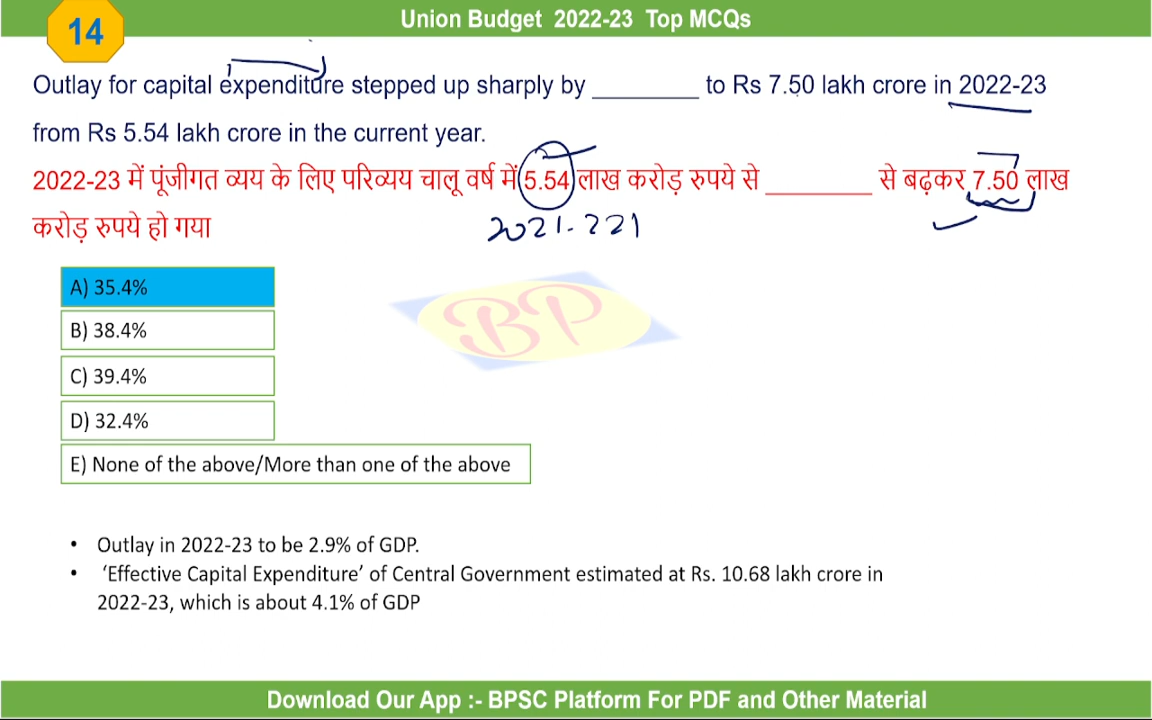 Union Budget 2022-23 Top MCQs
14
Outlay for capital expenditure stepped up sharply by ________ to Rs 7.50 lakh crore in 2022-23
from Rs 5.54 lakh crore in the current year.
2022-23 में पूंजीगत व्यय के लिए परिव्यय चालू वर्ष में 5.54 लाख करोड़ रुपये से ________ से बढ़कर 7.50 लाख
करोड़ रुपये हो गया
2021-221
A) 35.4%
B) 38.4%
C) 39.4%
D) 32.4%
E) None of the above/More than one of the above
BP
• Outlay in 2022-23 to be 2.9% of GDP.
• ‘Effective Capital Expenditure’ of Central Government estimated at Rs. 10.68 lakh crore in
2022-23, which is about 4.1% of GDP
Download Our App :- BPSC Platform For PDF and Other Material